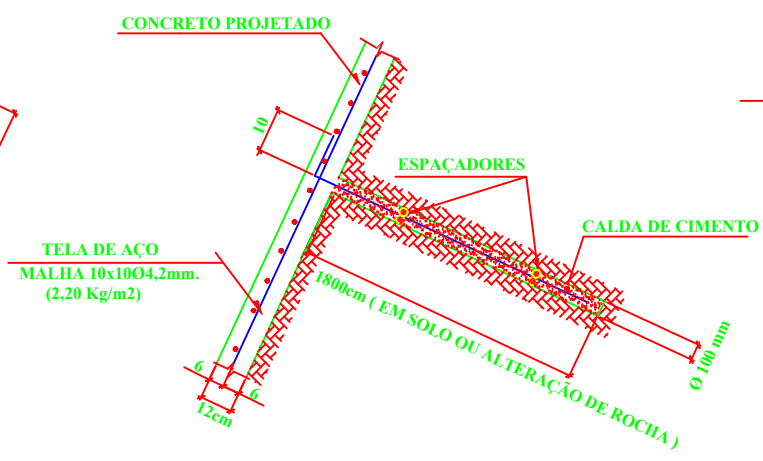 CONCRETO PROJETADO
10
ESPAÇADORES
CALDA DE CIMENTO
TELA DE AÇO
MALHA 10x10Ø4,2mm.
(2,20 Kg/m2)
1800cm ( EM SOLO OU ALTERAÇÃO DE ROCHA )
Ø 100 mm
6
6
12cm